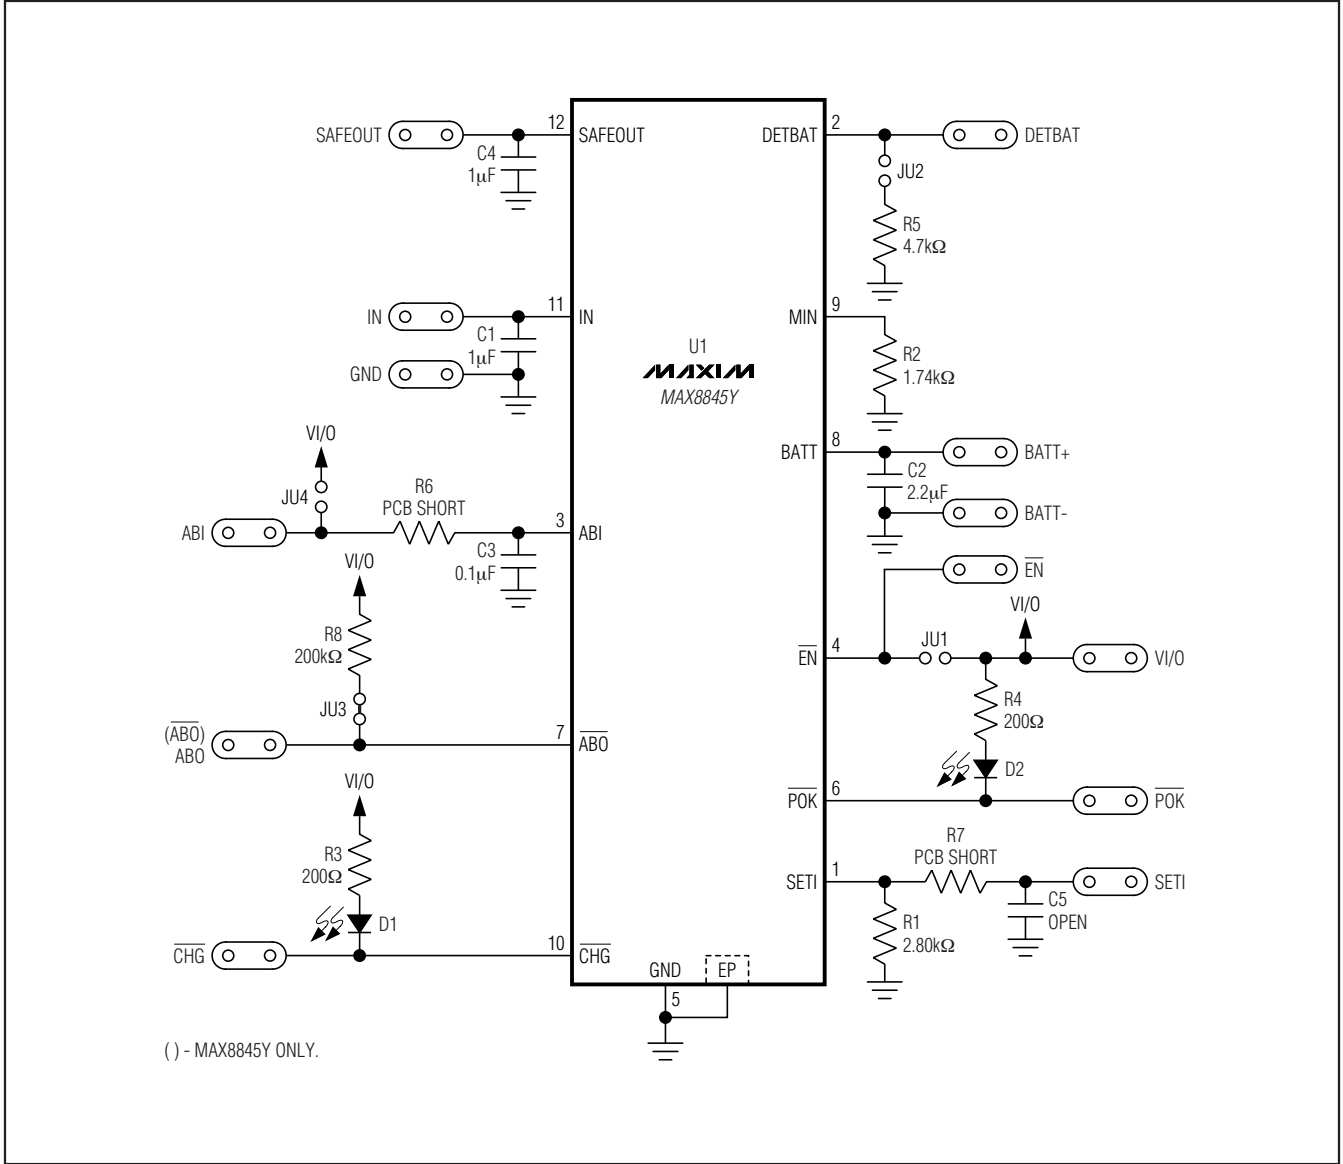 SAFEOUT
12
SAFEOUT
C4
1µF
DETBAT
2
DETBAT
JU2
R5
4.7kΩ
IN
11
IN
C1
1µF
GND
MIN
9
R2
1.74kΩ
U1
MAXIM
MAX8845Y
VI/O
JU4
ABI
R6
PCB SHORT
3
ABI
C3
0.1µF
BATT
8
BATT+
C2
2.2µF
BATT-
VI/O
R8
200kΩ
JU3
(ABO)
ABO
7
ABO
EN
EN
4
JU1
VI/O
VI/O
R4
200Ω
D2
POK
6
POK
VI/O
R3
200Ω
D1
CHG
10
CHG
SETI
1
R7
PCB SHORT
SETI
C5
OPEN
R1
2.80kΩ
GND
EP
5
( ) - MAX8845Y ONLY.